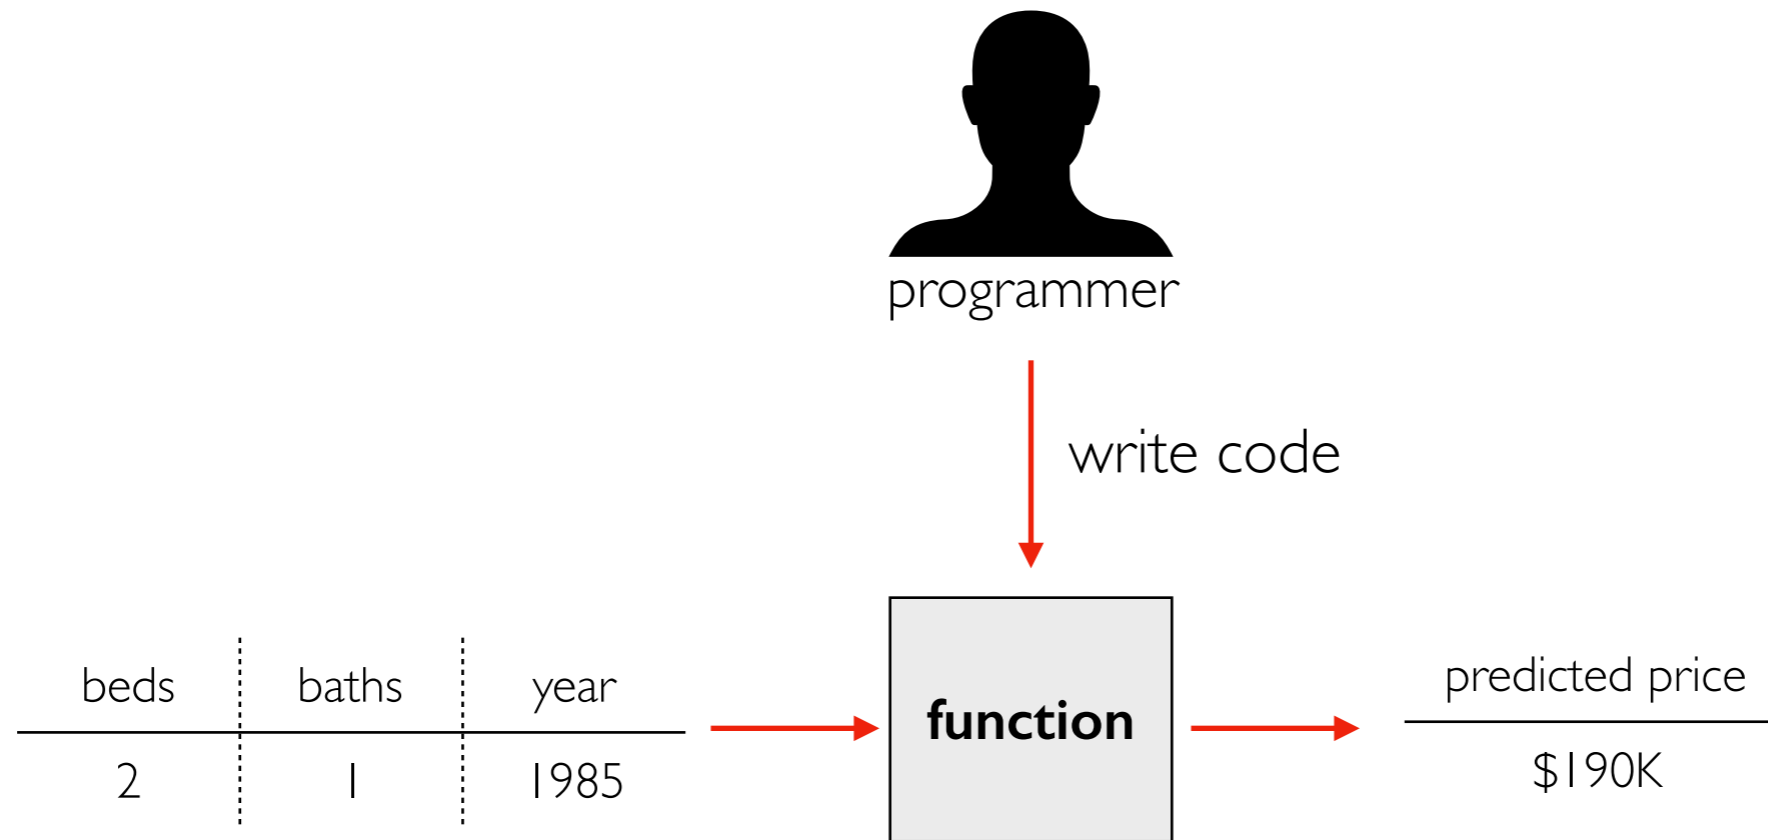 programmer
write code
beds baths year
2 1 1985
function
predicted price
$190K